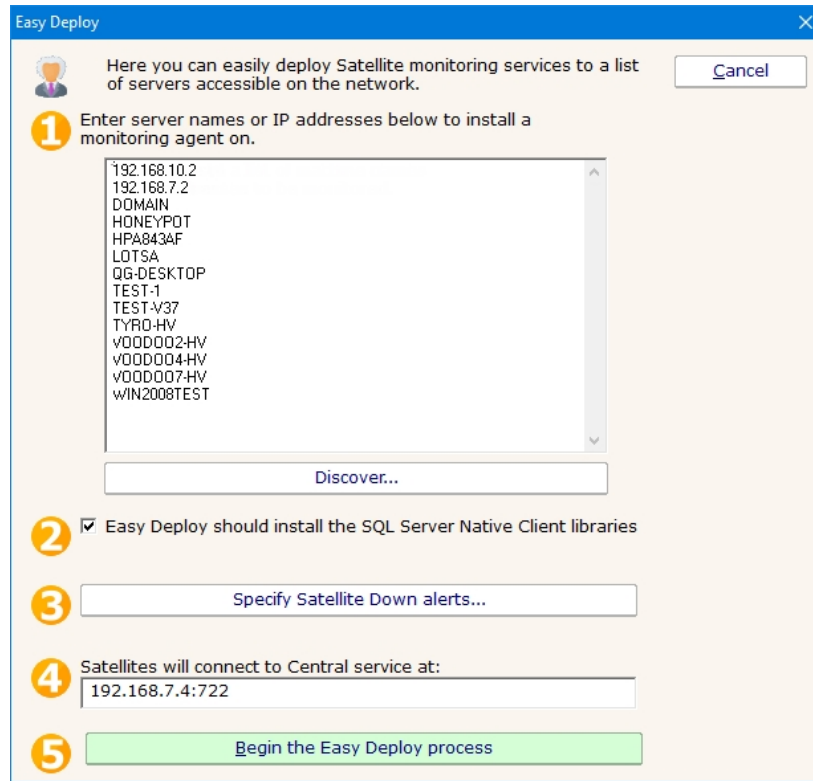 Easy Deploy
Here you can easily deploy Satellite monitoring services to a list
of servers accessible on the network.
Cancel
1
Enter server names or IP addresses below to install a
monitoring agent on.
192.168.10.2
192.168.7.2
DOMAIN
HONEYPOT
HPA843AF
LOTSA
QG-DESKTOP
TEST-1
TEST-V37
TYRO-HV
VOODOO2-HV
VOODOO4-HV
VOODOO7-HV
WIN2008TEST
Discover...
2
Easy Deploy should install the SQL Server Native Client libraries
3
Specify Satellite Down alerts...
4
Satellites will connect to Central service at:
192.168.7.4:722
5
Begin the Easy Deploy process